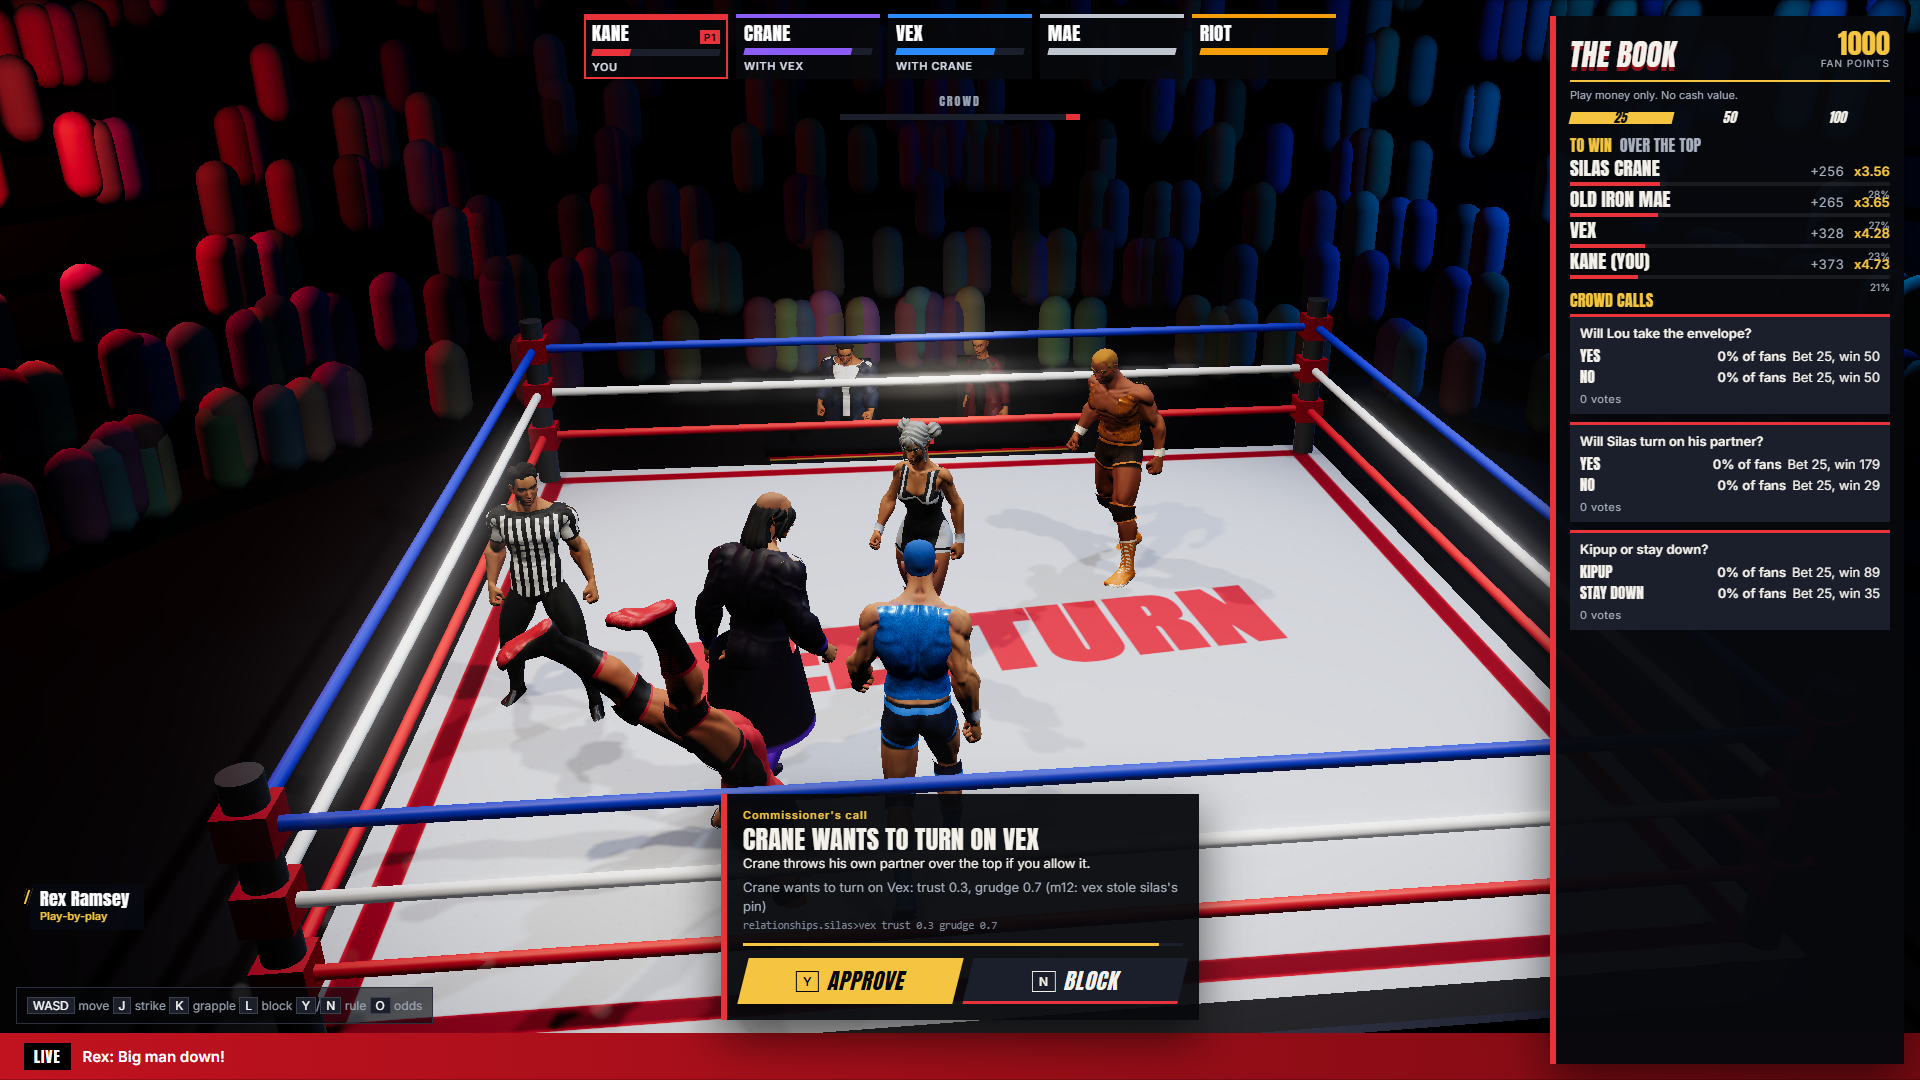 KANE P1
YOU
CRANE
WITH VEX
VEX
WITH CRANE
MAE
RIOT
CROWD
THE BOOK
1000
FAN POINTS
Play money only. No cash value.
25 50 100
TO WIN OVER THE TOP
SILAS CRANE +256 x3.56
28%
OLD IRON MAE +265 x3.65
27%
VEX +328 x4.28
23%
KANE (YOU) +373 x4.73
21%
CROWD CALLS
Will Lou take the envelope?
YES 0% of fans Bet 25, win 50
NO 0% of fans Bet 25, win 50
0 votes
Will Silas turn on his partner?
YES 0% of fans Bet 25, win 179
NO 0% of fans Bet 25, win 29
0 votes
Kipup or stay down?
KIPUP 0% of fans Bet 25, win 89
STAY DOWN 0% of fans Bet 25, win 35
0 votes
TURN
Commissioner's call
CRANE WANTS TO TURN ON VEX
Crane throws his own partner over the top if you allow it.
Crane wants to turn on Vex: trust 0.3, grudge 0.7 (m12: vex stole silas's
pin)
relationships.silas>vex trust 0.3 grudge 0.7
Y APPROVE
N BLOCK
Rex Ramsey
Play-by-play
WASD move J strike K grapple L block Y / N rule O odds
LIVE Rex: Big man down!